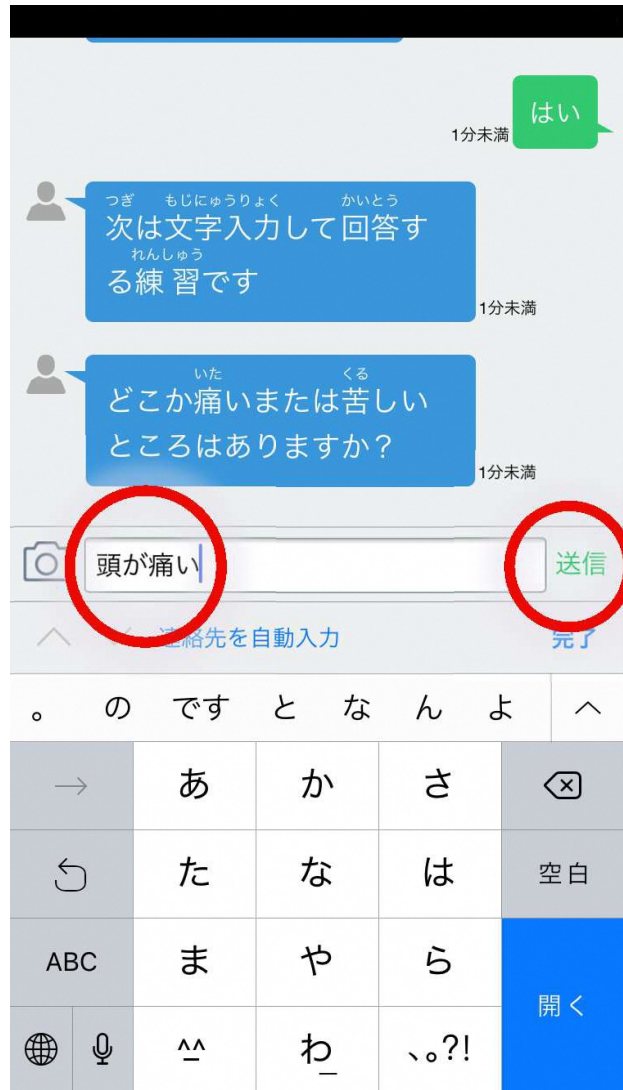 はい
1分未満
つぎ もじにゅうりょく かいとう
次は文字入力して回答す
れんしゅう
る練習です
1分未満
いた くる
どこか痛いまたは苦しい
ところはありますか?
1分未満
頭が痛い 送信
連絡先を自動入力 完了
。 の です と な ん よ
→ あ か さ
た な は 空白
ABC ま や ら
開く
^^ わ_ 、。?!